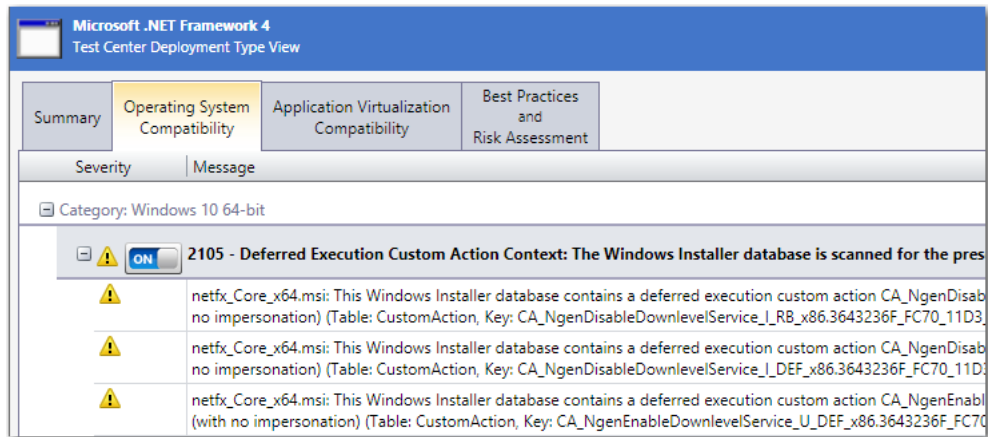 Microsoft .NET Framework 4
Test Center Deployment Type View
Summary
Operating System
Compatibility
Application Virtualization
Compatibility
Best Practices
and
Risk Assessment
Severity
Message
Category: Windows 10 64-bit
ON
2105 - Deferred Execution Custom Action Context: The Windows Installer database is scanned for the pres
netfx_Core_x64.msi: This Windows Installer database contains a deferred execution custom action CA_NgenDisab
no impersonation) (Table: CustomAction, Key: CA_NgenDisableDownlevelService_I_RB_x86.3643236F_FC70_11D3_
netfx_Core_x64.msi: This Windows Installer database contains a deferred execution custom action CA_NgenDisab
no impersonation) (Table: CustomAction, Key: CA_NgenDisableDownlevelService_I_DEF_x86.3643236F_FC70_11D3
netfx_Core_x64.msi: This Windows Installer database contains a deferred execution custom action CA_NgenEnabl
(with no impersonation) (Table: CustomAction, Key: CA_NgenEnableDownlevelService_U_DEF_x86.3643236F_FC70